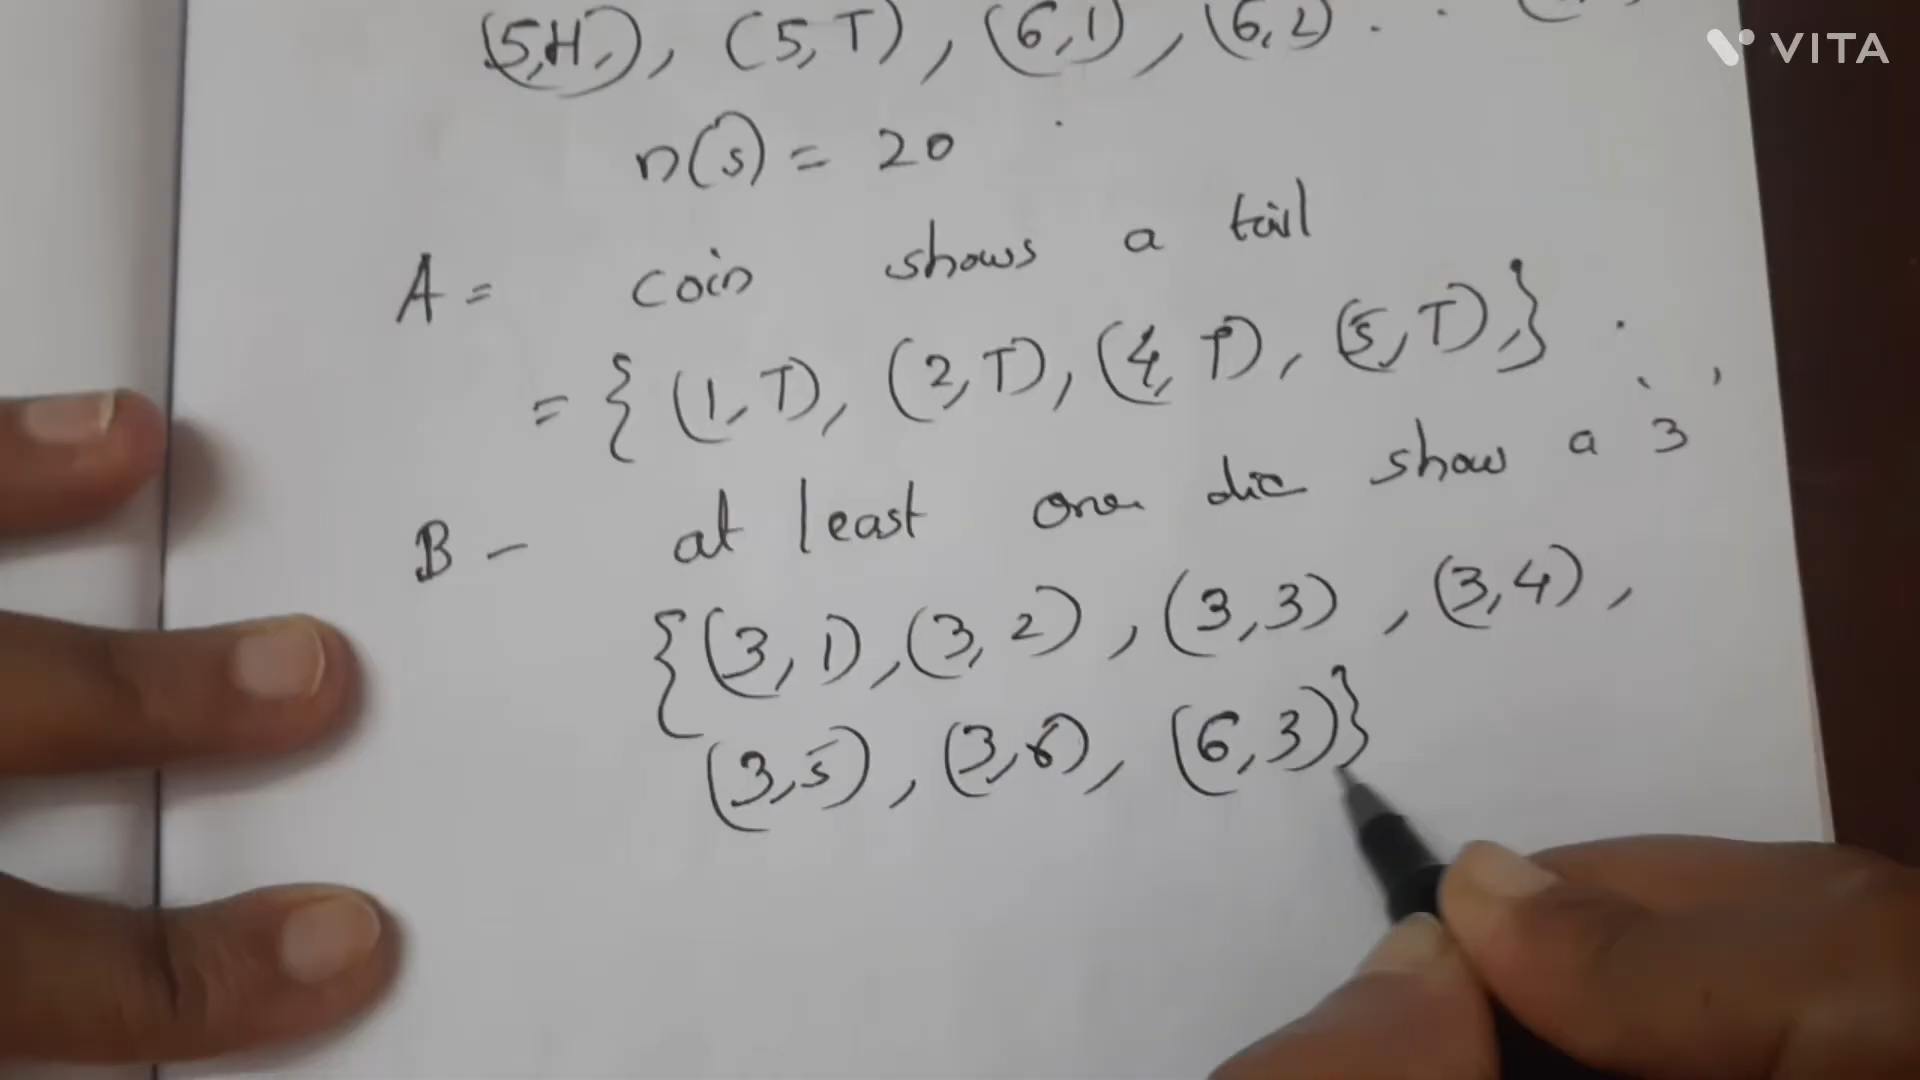 (5,H), (5,T), (6,1), (6,2) . .
VITA
n(s) = 20
A = coin shows a tail
= {(1,T), (2,T), (4,T), (5,T),}
B - at least one die show a 3
{(3,1), (3,2), (3,3), (3,4),
(3,5), (3,6), (6,3)}